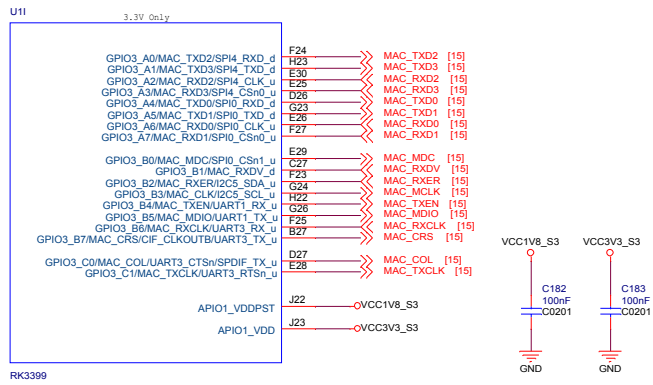 U1I
3.3V Only
GPIO3_A0/MAC_TXD2/SPI4_RXD_d F24 MAC_TXD2 [15]
GPIO3_A1/MAC_TXD3/SPI4_TXD_d H23 MAC_TXD3 [15]
GPIO3_A2/MAC_RXD2/SPI4_CLK_u E30 MAC_RXD2 [15]
GPIO3_A3/MAC_RXD3/SPI4_CSn0_u E25 MAC_RXD3 [15]
GPIO3_A4/MAC_TXD0/SPI0_RXD_d D26 MAC_TXD0 [15]
GPIO3_A5/MAC_TXD1/SPI0_TXD_d G23 MAC_TXD1 [15]
GPIO3_A6/MAC_RXD0/SPI0_CLK_u E26 MAC_RXD0 [15]
GPIO3_A7/MAC_RXD1/SPI0_CSn0_u F27 MAC_RXD1 [15]
GPIO3_B0/MAC_MDC/SPI0_CSn1_u E29 MAC_MDC [15]
GPIO3_B1/MAC_RXDV_d C27 MAC_RXDV [15]
GPIO3_B2/MAC_RXER/I2C5_SDA_u F23 MAC_RXER [15]
GPIO3_B3/MAC_CLK/I2C5_SCL_u G24 MAC_MCLK [15]
GPIO3_B4/MAC_TXEN/UART1_RX_u H22 MAC_TXEN [15]
GPIO3_B5/MAC_MDIO/UART1_TX_u G26 MAC_MDIO [15]
GPIO3_B6/MAC_RXCLK/UART3_RX_u F25 MAC_RXCLK [15]
GPIO3_B7/MAC_CRS/CIF_CLKOUTB/UART3_TX_u B27 MAC_CRS [15]
GPIO3_C0/MAC_COL/UART3_CTSn/SPDIF_TX_u D27 MAC_COL [15]
GPIO3_C1/MAC_TXCLK/UART3_RTSn_u E28 MAC_TXCLK [15]
APIO1_VDDPST J22 VCC1V8_S3
APIO1_VDD J23 VCC3V3_S3
RK3399
VCC1V8_S3 VCC3V3_S3
C182 C183
100nF 100nF
C0201 C0201
GND GND